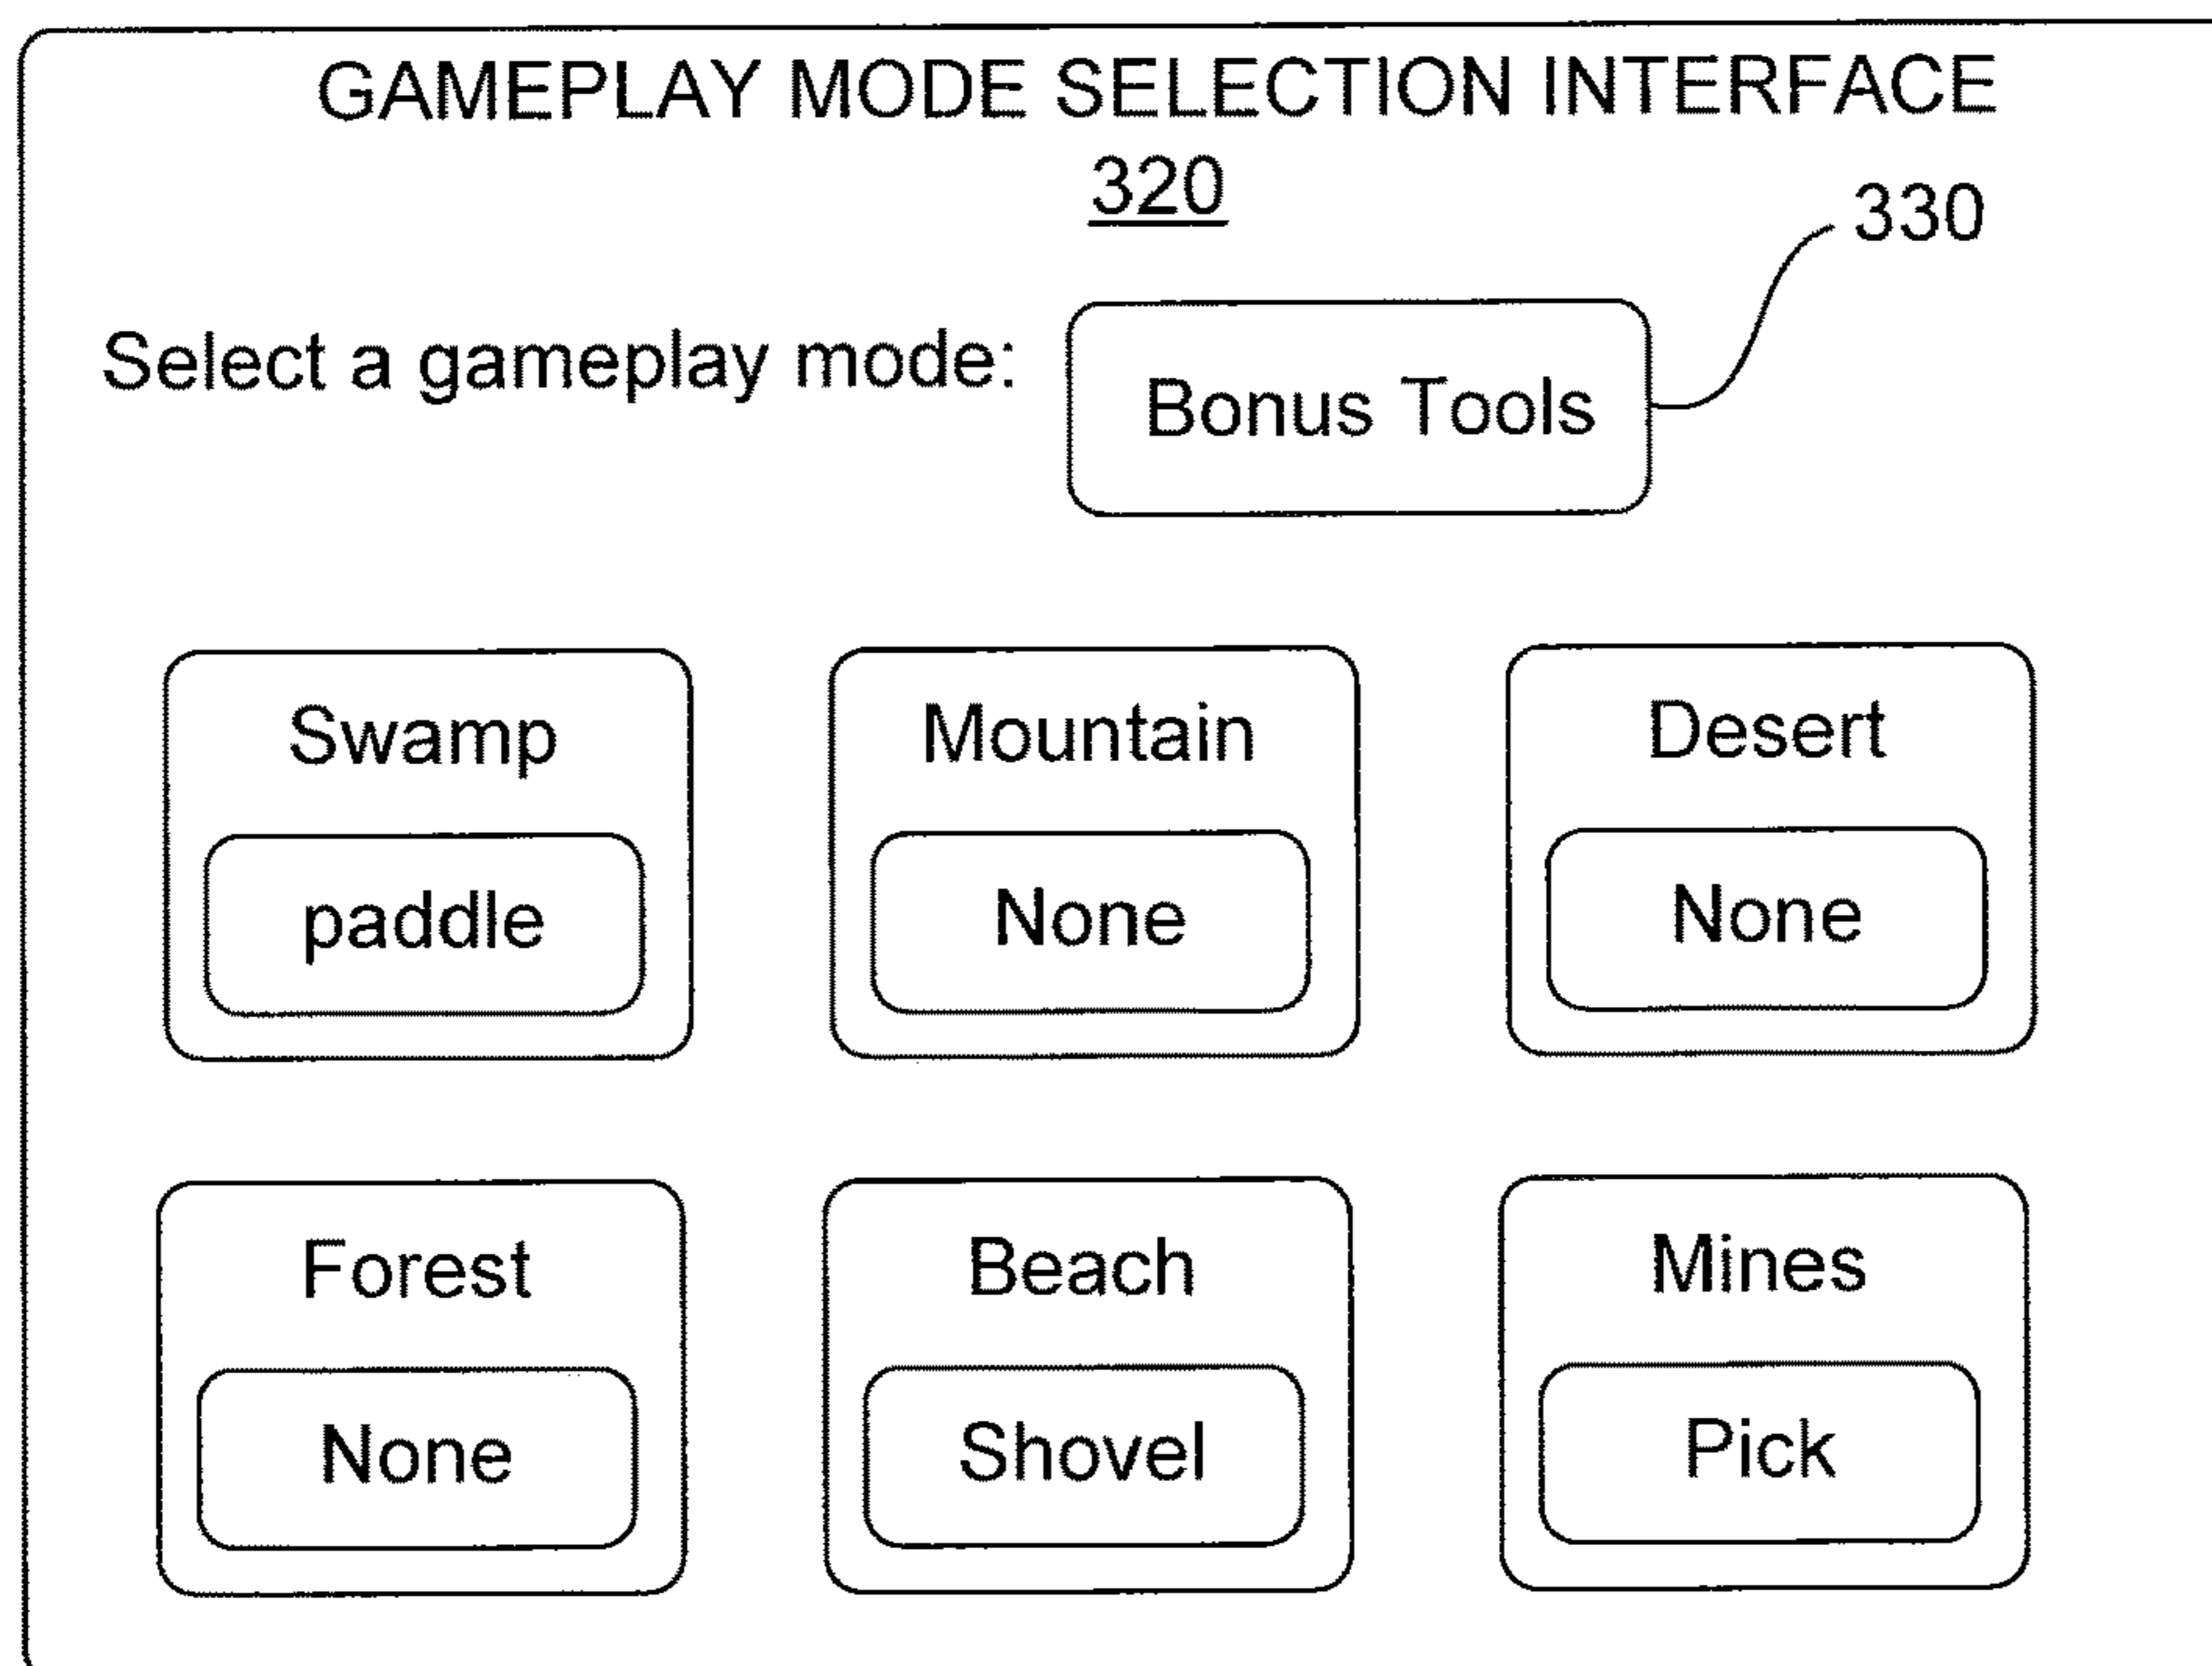 GAMEPLAY MODE SELECTION INTERFACE
320
330
Select a gameplay mode:
Bonus Tools
Swamp
paddle
Mountain
None
Desert
None
Forest
None
Beach
Shovel
Mines
Pick